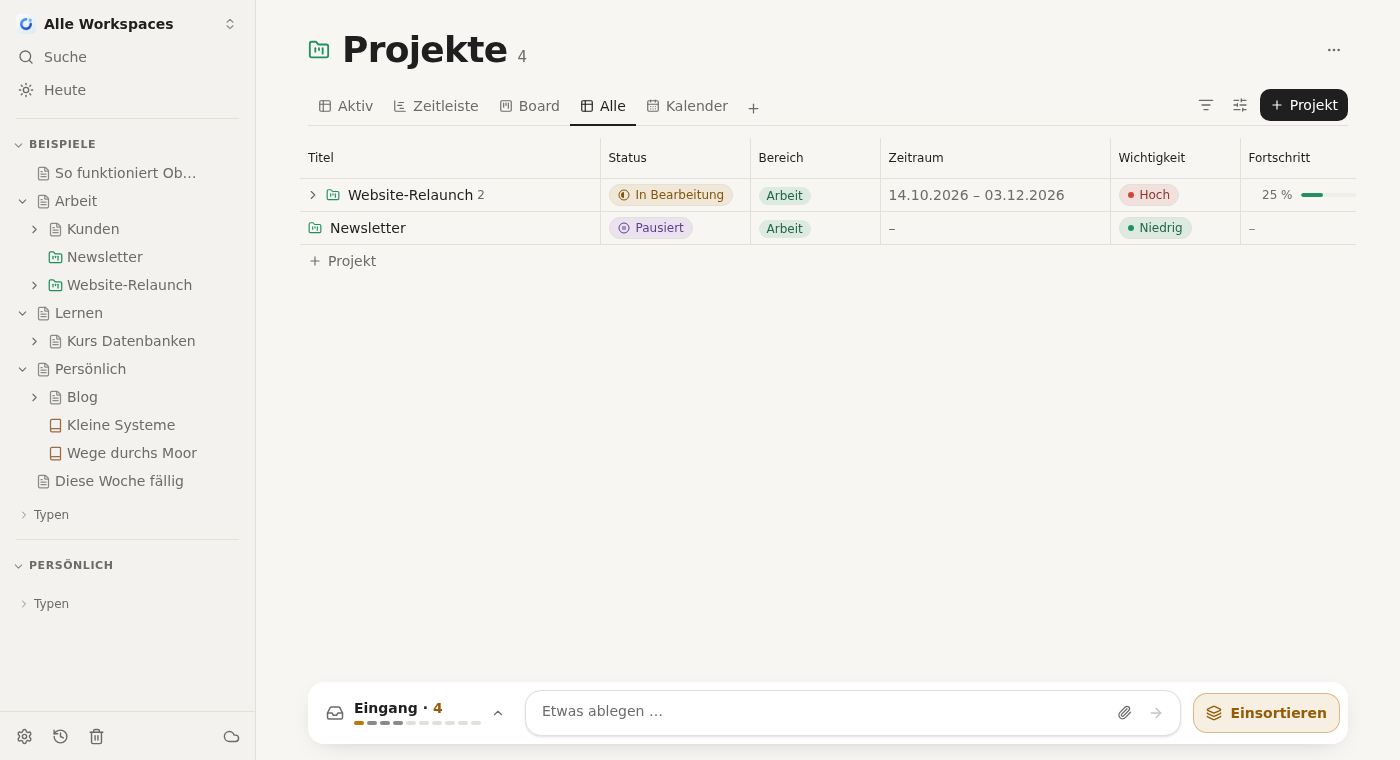 Alle Workspaces
Suche
Heute
BEISPIELE
So funktioniert Ob…
Arbeit
Kunden
Newsletter
Website-Relaunch
Lernen
Kurs Datenbanken
Persönlich
Blog
Kleine Systeme
Wege durchs Moor
Diese Woche fällig
Typen
PERSÖNLICH
Typen
Projekte 4
Aktiv Zeitleiste Board Alle Kalender + + Projekt
Titel Status Bereich Zeitraum Wichtigkeit Fortschritt
Website-Relaunch 2 In Bearbeitung Arbeit 14.10.2026 – 03.12.2026 Hoch 25 %
Newsletter Pausiert Arbeit – Niedrig –
+ Projekt
Eingang · 4
Etwas ablegen …
Einsortieren